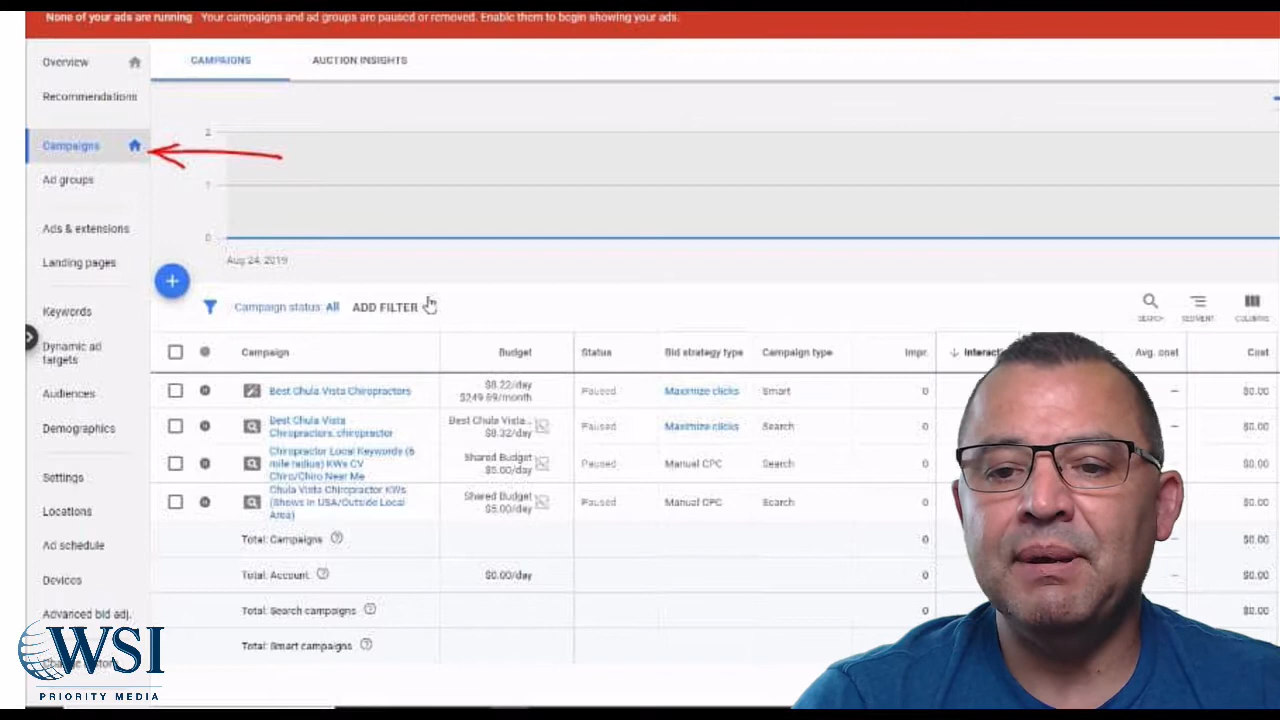 None of your ads are running Your campaigns and ad groups are paused or removed. Enable them to begin showing your ads.
Overview
CAMPAIGNS
AUCTION INSIGHTS
Recommendations
2
Campaigns
Ad groups
1
Ads & extensions
0
Landing pages
Aug 24, 2019
+
Keywords
Campaign status: All ADD FILTER
SEARCH
SEGMENT
COLUMNS
Dynamic ad
targets
Campaign
Budget
Status
Bid strategy type
Campaign type
Impr.
Avg. cost
Cost
Audiences
Best Chula Vista Chiropractors
$8.22/day
$249.89/month
Paused
Maximize clicks
Smart
0
—
$0.00
Demographics
Best Chula Vista
Chiropractors, chiropractor
Best Chula Vista...
$8.32/day
Paused
Maximize clicks
Search
0
—
$0.00
Chiropractor Local Keywords (6
mile radius) KWs CV
Chiro/Chiro Near Me
Shared Budget
$5.00/day
Paused
Manual CPC
Search
0
—
$0.00
Settings
Chula Vista Chiropractor KWs
(Shows in USA/Outside Local
Area)
Shared Budget
$5.00/day
Paused
Manual CPC
Search
0
—
$0.00
Locations
Total: Campaigns
0
—
$0.00
Ad schedule
Total: Account
$0.00/day
0
—
$0.00
Devices
Total: Search campaigns
0
—
$0.00
Advanced bid adj.
Total: Smart campaigns
0
—
$0.00
WSI
PRIORITY MEDIA